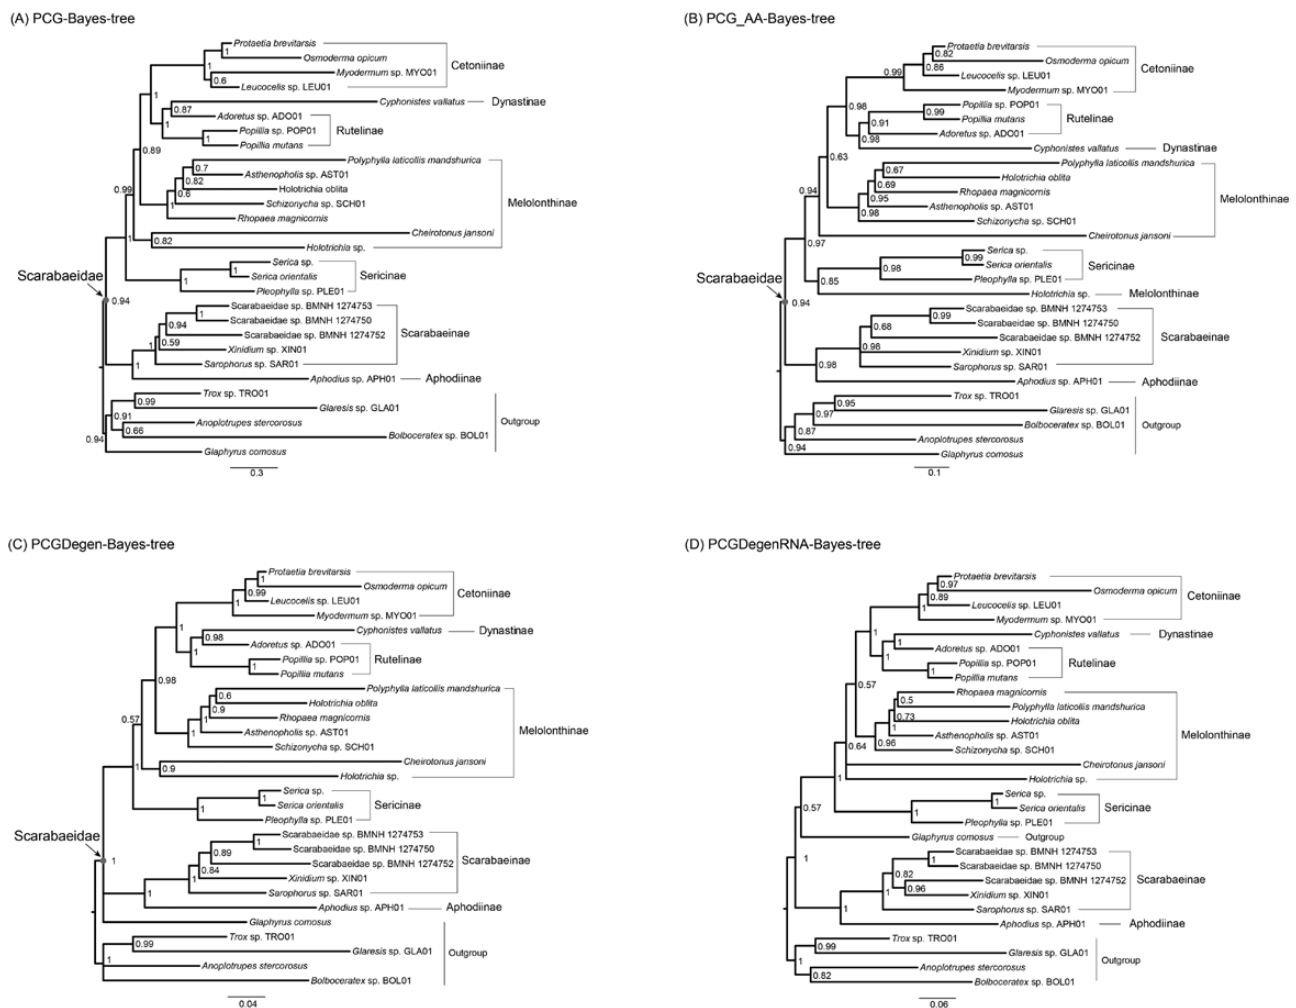 (A) PCG-Bayes-tree
Protaetia brevitarsis
Osmoderma opicum
Myodermum sp. MYO01
Leucocelis sp. LEU01
Cetoniinae
Cyphonistes vallatus
Dynastinae
Adoretus sp. ADO01
Popillia sp. POP01
Popillia mutans
Rutelinae
Polyphylla laticollis mandshurica
Asthenopholis sp. AST01
Holotrichia oblita
Schizonycha sp. SCH01
Rhopaea magnicornis
Cheirotonus jansoni
Holotrichia sp.
Melolonthinae
Serica sp.
Serica orientalis
Pleophylla sp. PLE01
Sericinae
Scarabaeidae
Scarabaeidae sp. BMNH 1274753
Scarabaeidae sp. BMNH 1274750
Scarabaeidae sp. BMNH 1274752
Xinidium sp. XIN01
Sarophorus sp. SAR01
Scarabaeinae
Aphodius sp. APH01
Aphodiinae
Trox sp. TRO01
Glaresis sp. GLA01
Anoplotrupes stercorosus
Bolboceratex sp. BOL01
Glaphyrus comosus
Outgroup
1
1
1
0.6
1
0.87
1
1
0.89
0.7
0.82
0.6
1
0.99
0.82
1
1
1
0.94
1
0.94
1
0.59
1
0.99
0.91
0.66
0.94
0.3
(B) PCG_AA-Bayes-tree
Protaetia brevitarsis
Osmoderma opicum
Leucocelis sp. LEU01
Myodermum sp. MYO01
Cetoniinae
Popillia sp. POP01
Popillia mutans
Adoretus sp. ADO01
Rutelinae
Cyphonistes vallatus
Dynastinae
Polyphylla laticollis mandshurica
Holotrichia oblita
Rhopaea magnicornis
Asthenopholis sp. AST01
Schizonycha sp. SCH01
Cheirotonus jansoni
Melolonthinae
Serica sp.
Serica orientalis
Pleophylla sp. PLE01
Sericinae
Holotrichia sp.
Melolonthinae
Scarabaeidae
Scarabaeidae sp. BMNH 1274753
Scarabaeidae sp. BMNH 1274750
Scarabaeidae sp. BMNH 1274752
Xinidium sp. XIN01
Sarophorus sp. SAR01
Scarabaeinae
Aphodius sp. APH01
Aphodiinae
Trox sp. TRO01
Glaresis sp. GLA01
Bolboceratex sp. BOL01
Anoplotrupes stercorosus
Glaphyrus comosus
Outgroup
0.82
0.99
0.86
0.98
0.99
0.91
0.98
0.63
0.67
0.69
0.94
0.95
0.98
0.97
0.99
0.98
0.85
0.94
0.99
0.68
0.98
0.98
0.95
0.97
0.87
0.94
0.1
(C) PCGDegen-Bayes-tree
Protaetia brevitarsis
Osmoderma opicum
Leucocelis sp. LEU01
Myodermum sp. MYO01
Cetoniinae
Cyphonistes vallatus
Dynastinae
Adoretus sp. ADO01
Popillia sp. POP01
Popillia mutans
Rutelinae
Polyphylla laticollis mandshurica
Holotrichia oblita
Rhopaea magnicornis
Asthenopholis sp. AST01
Schizonycha sp. SCH01
Cheirotonus jansoni
Holotrichia sp.
Melolonthinae
Serica sp.
Serica orientalis
Pleophylla sp. PLE01
Sericinae
Scarabaeidae
Scarabaeidae sp. BMNH 1274753
Scarabaeidae sp. BMNH 1274750
Scarabaeidae sp. BMNH 1274752
Xinidium sp. XIN01
Sarophorus sp. SAR01
Scarabaeinae
Aphodius sp. APH01
Aphodiinae
Glaphyrus comosus
Trox sp. TRO01
Glaresis sp. GLA01
Anoplotrupes stercorosus
Bolboceratex sp. BOL01
Outgroup
1
0.99
1
1
0.98
1
1
0.98
0.6
0.9
1
1
0.57
0.9
1
1
1
1
1
0.89
0.84
1
1
0.99
1
0.04
(D) PCGDegenRNA-Bayes-tree
Protaetia brevitarsis
Osmoderma opicum
Leucocelis sp. LEU01
Myodermum sp. MYO01
Cetoniinae
Cyphonistes vallatus
Dynastinae
Adoretus sp. ADO01
Popillia sp. POP01
Popillia mutans
Rutelinae
Rhopaea magnicornis
Polyphylla laticollis mandshurica
Holotrichia oblita
Asthenopholis sp. AST01
Schizonycha sp. SCH01
Cheirotonus jansoni
Holotrichia sp.
Melolonthinae
Serica sp.
Serica orientalis
Pleophylla sp. PLE01
Sericinae
Glaphyrus comosus
Outgroup
Scarabaeidae sp. BMNH 1274753
Scarabaeidae sp. BMNH 1274750
Scarabaeidae sp. BMNH 1274752
Xinidium sp. XIN01
Sarophorus sp. SAR01
Scarabaeinae
Aphodius sp. APH01
Aphodiinae
Trox sp. TRO01
Glaresis sp. GLA01
Anoplotrupes stercorosus
Bolboceratex sp. BOL01
Outgroup
0.97
0.89
1
1
1
1
1
0.57
0.5
0.73
1
0.96
0.64
1
1
1
0.57
1
1
0.82
0.96
1
1
0.99
1
0.82
0.06